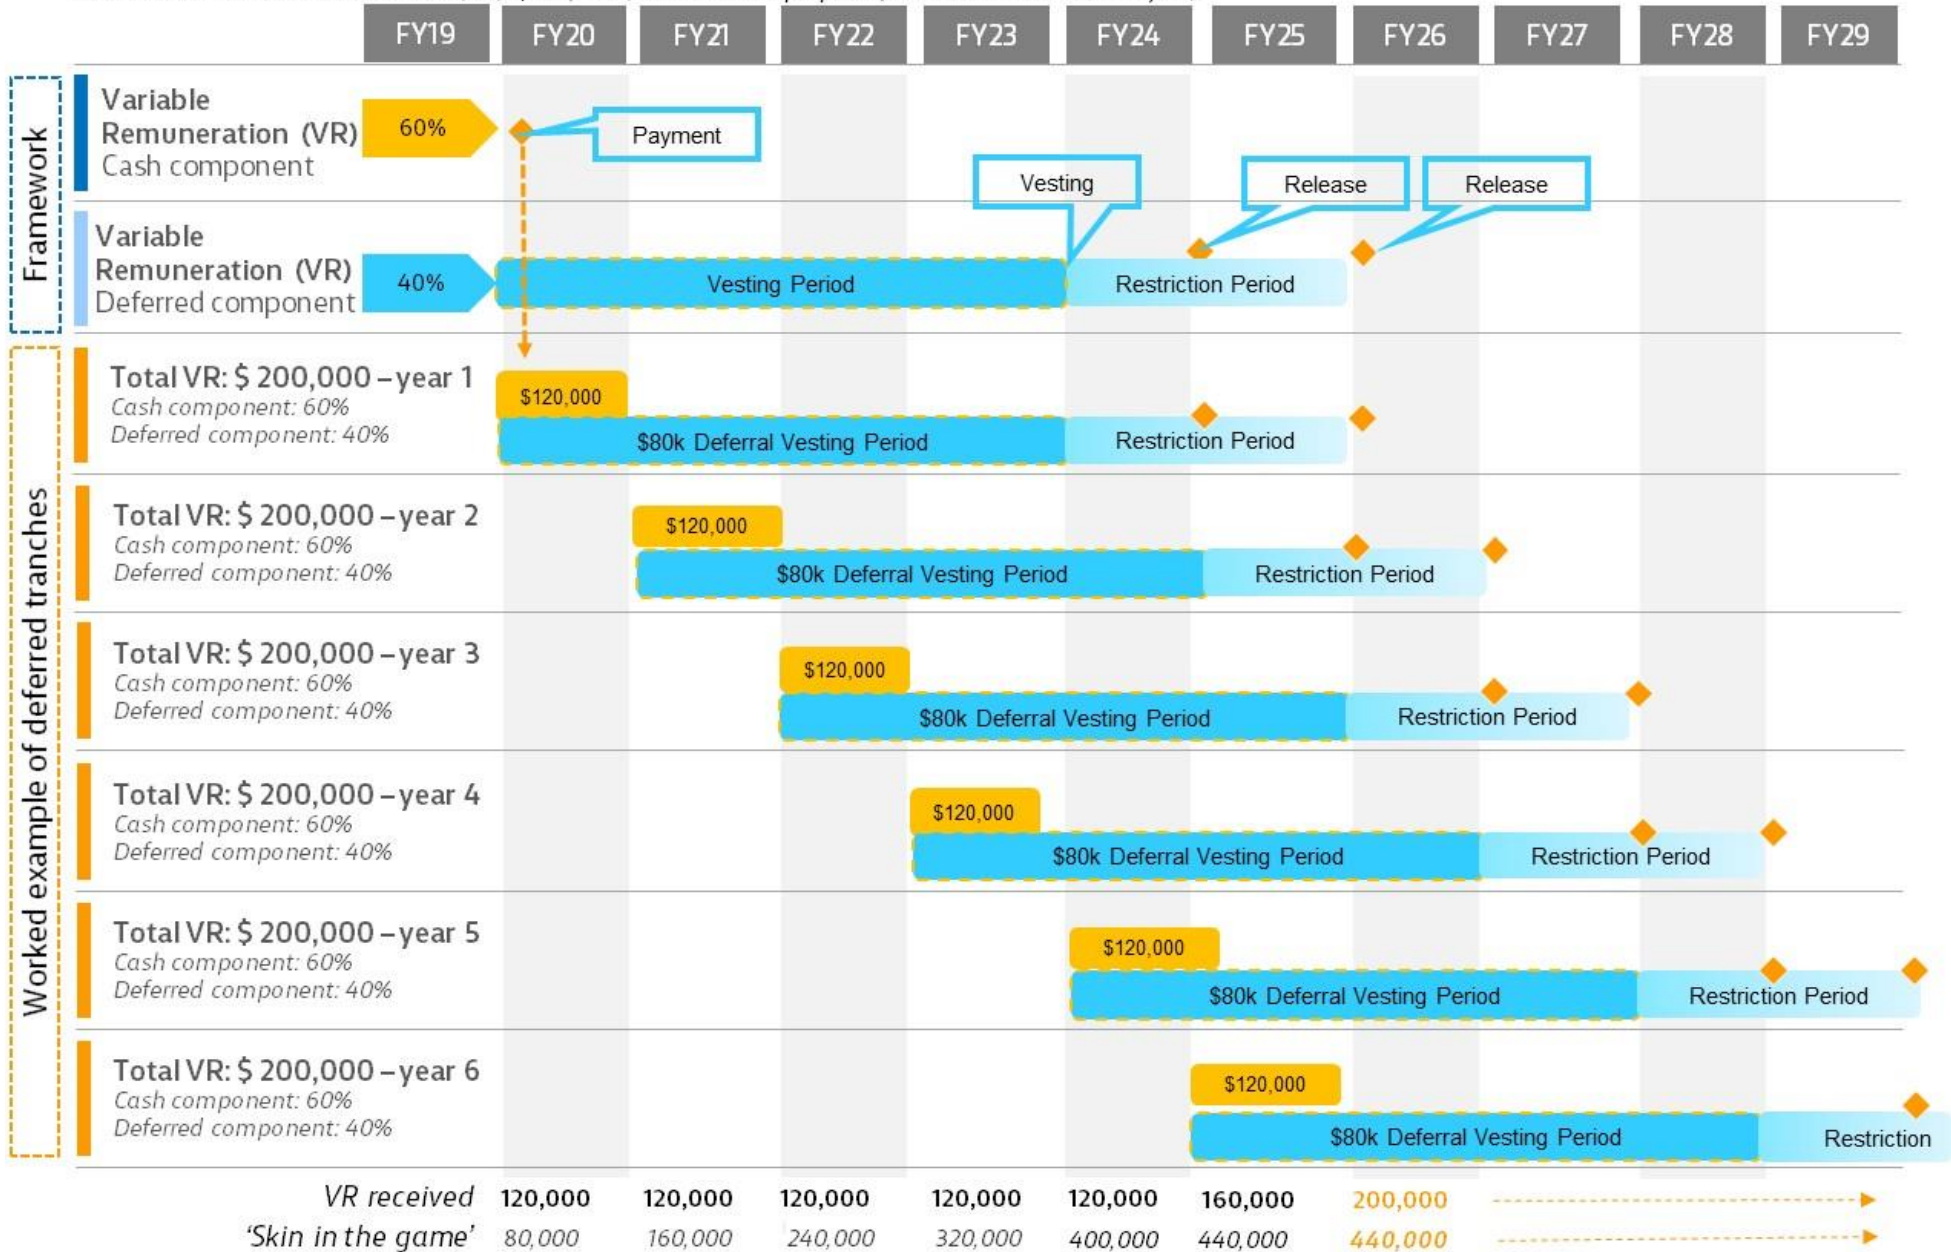 FY19 FY20 FY21 FY22 FY23 FY24 FY25 FY26 FY27 FY28 FY29
Framework
Variable
Remuneration (VR)
Cash component
60%
Payment
Vesting
Release
Release
Variable
Remuneration (VR)
Deferred component
40%
Vesting Period
Restriction Period
Worked example of deferred tranches
Total VR: $ 200,000 – year 1
Cash component: 60%
Deferred component: 40%
$120,000
$80k Deferral Vesting Period
Restriction Period
Total VR: $ 200,000 – year 2
Cash component: 60%
Deferred component: 40%
$120,000
$80k Deferral Vesting Period
Restriction Period
Total VR: $ 200,000 – year 3
Cash component: 60%
Deferred component: 40%
$120,000
$80k Deferral Vesting Period
Restriction Period
Total VR: $ 200,000 – year 4
Cash component: 60%
Deferred component: 40%
$120,000
$80k Deferral Vesting Period
Restriction Period
Total VR: $ 200,000 – year 5
Cash component: 60%
Deferred component: 40%
$120,000
$80k Deferral Vesting Period
Restriction Period
Total VR: $ 200,000 – year 6
Cash component: 60%
Deferred component: 40%
$120,000
$80k Deferral Vesting Period
Restriction
VR received 120,000 120,000 120,000 120,000 120,000 160,000 200,000
'Skin in the game' 80,000 160,000 240,000 320,000 400,000 440,000 440,000